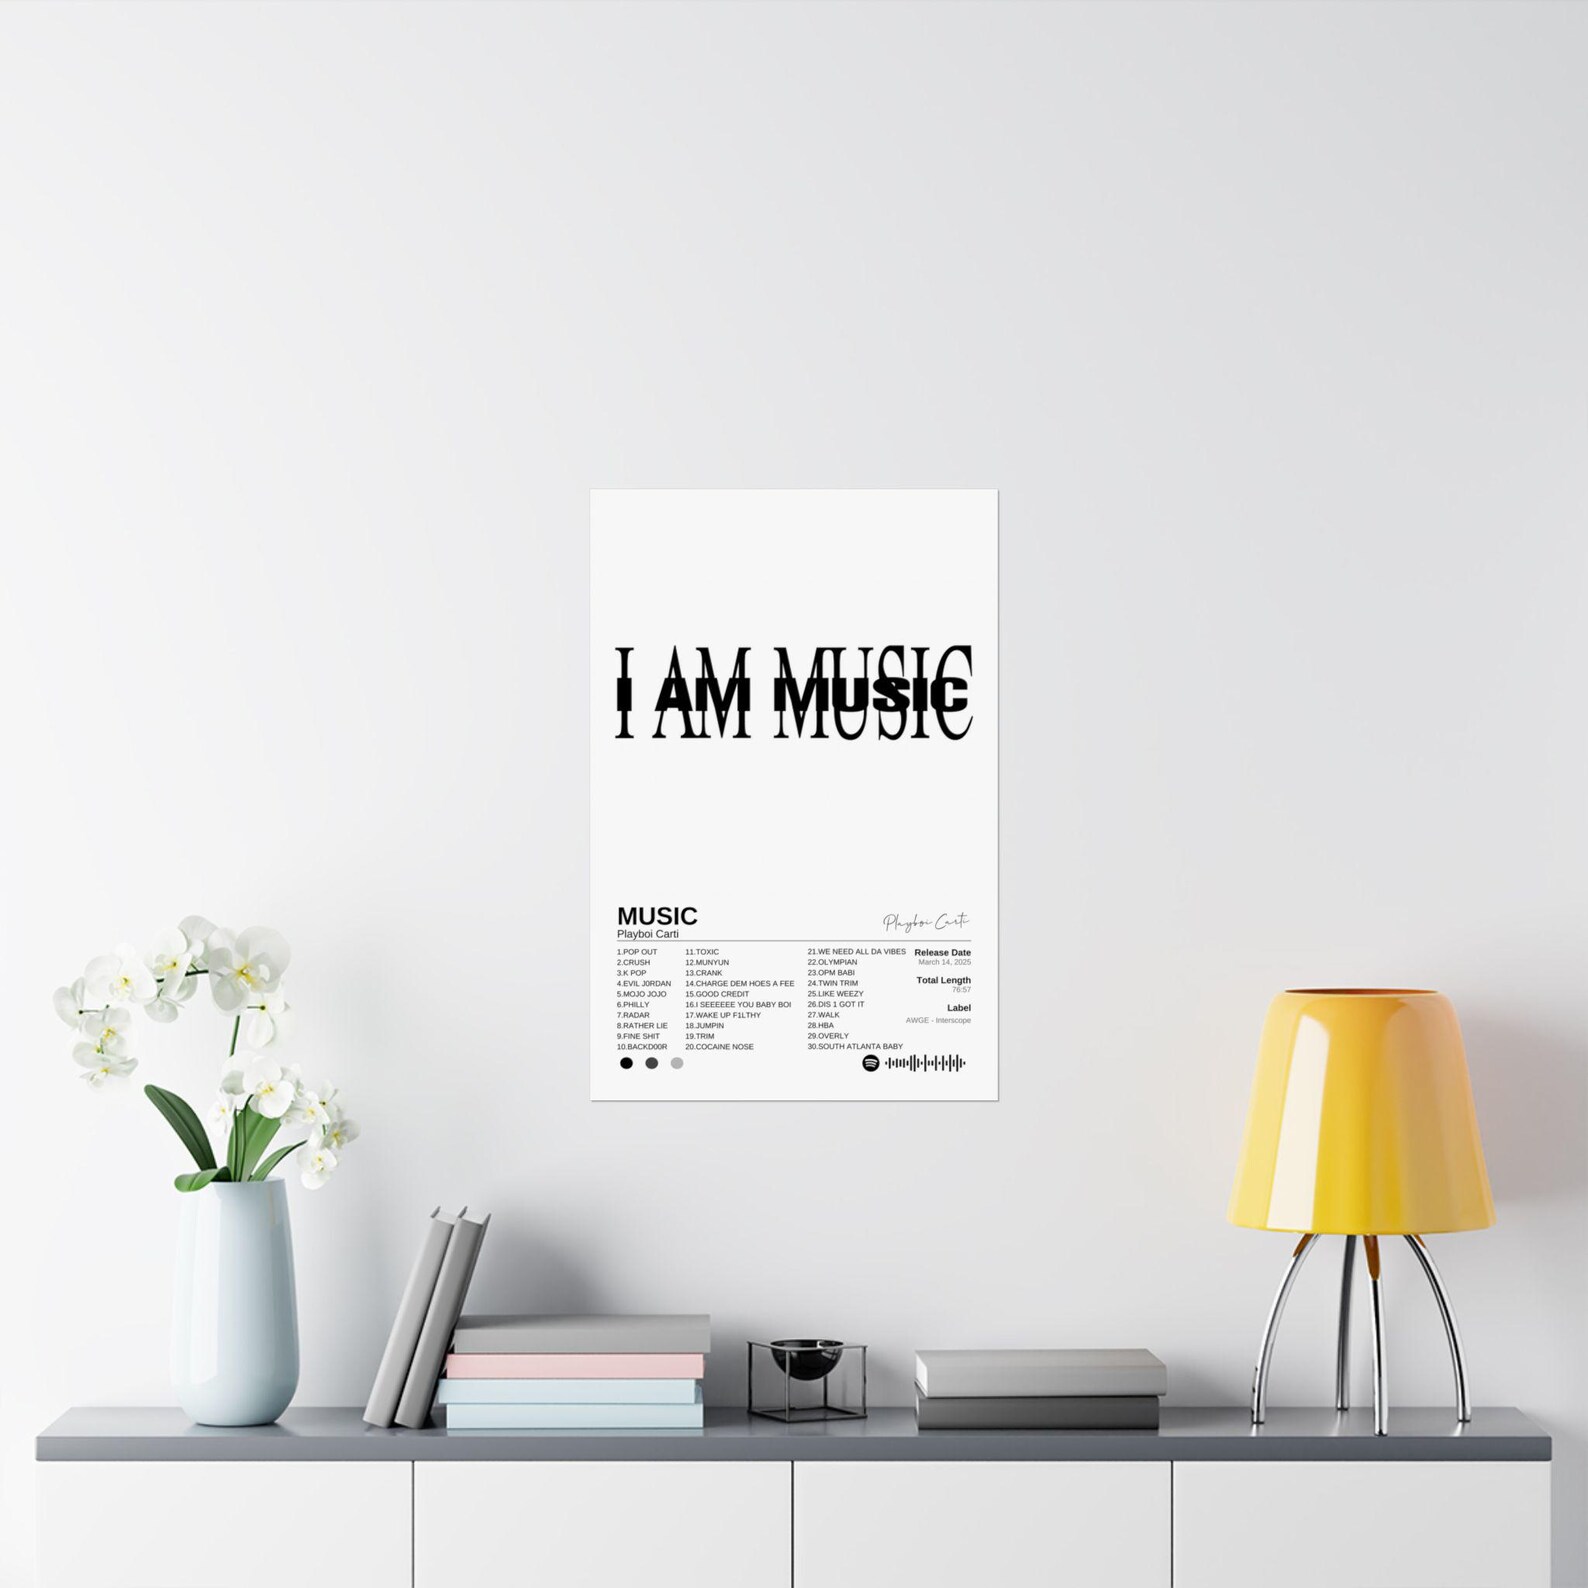 I AM MUSIC
I AM MUSIC
MUSIC
Playboi Carti
Playboi Carti
1.POP OUT
2.CRUSH
3.K POP
4.EVIL J0RDAN
5.MOJO JOJO
6.PHILLY
7.RADAR
8.RATHER LIE
9.FINE SHIT
10.BACKD00R
11.TOXIC
12.MUNYUN
13.CRANK
14.CHARGE DEM HOES A FEE
15.GOOD CREDIT
16.I SEEEEEE YOU BABY BOI
17.WAKE UP F1LTHY
18.JUMPIN
19.TRIM
20.COCAINE NOSE
21.WE NEED ALL DA VIBES
22.OLYMPIAN
23.OPM BABI
24.TWIN TRIM
25.LIKE WEEZY
26.DIS 1 GOT IT
27.WALK
28.HBA
29.OVERLY
30.SOUTH ATLANTA BABY
Release Date
March 14, 2025
Total Length
76:57
Label
AWGE - Interscope